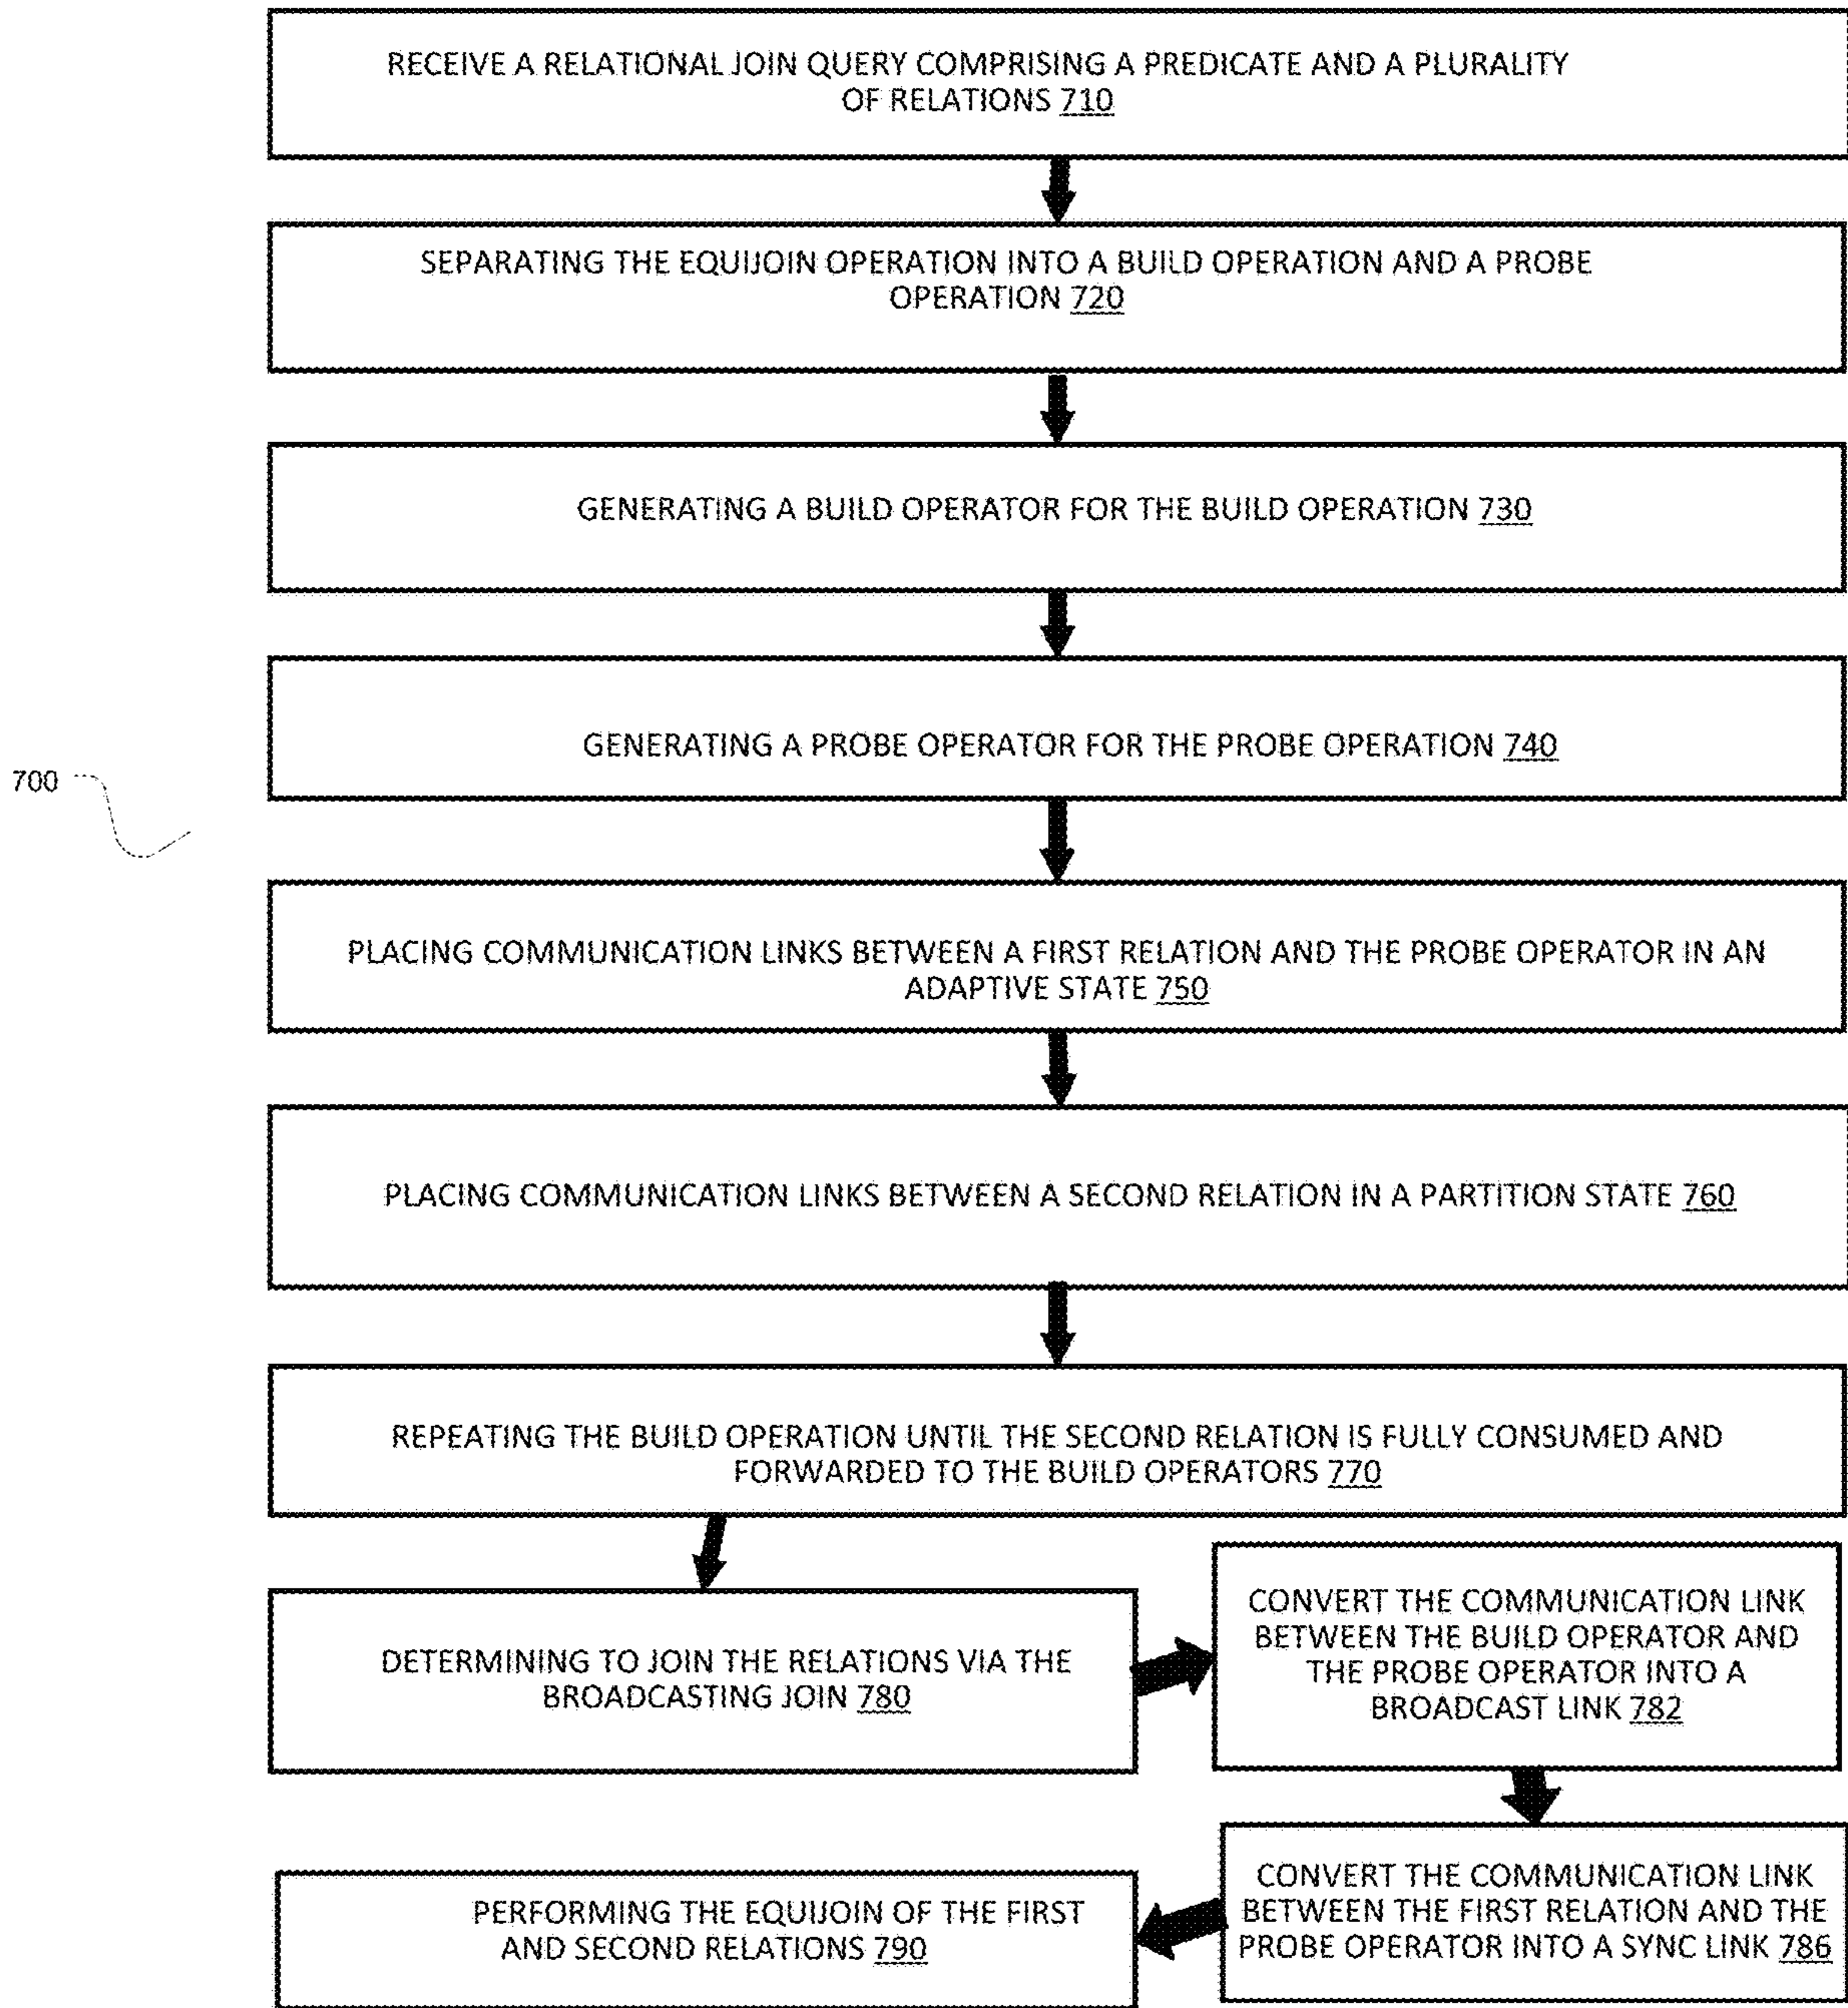 RECEIVE A RELATIONAL JOIN QUERY COMPRISING A PREDICATE AND A PLURALITY
OF RELATIONS 710
SEPARATING THE EQUIJOIN OPERATION INTO A BUILD OPERATION AND A PROBE
OPERATION 720
GENERATING A BUILD OPERATOR FOR THE BUILD OPERATION 730
GENERATING A PROBE OPERATOR FOR THE PROBE OPERATION 740
700
PLACING COMMUNICATION LINKS BETWEEN A FIRST RELATION AND THE PROBE OPERATOR IN AN
ADAPTIVE STATE 750
PLACING COMMUNICATION LINKS BETWEEN A SECOND RELATION IN A PARTITION STATE 760
REPEATING THE BUILD OPERATION UNTIL THE SECOND RELATION IS FULLY CONSUMED AND
FORWARDED TO THE BUILD OPERATORS 770
DETERMINING TO JOIN THE RELATIONS VIA THE
BROADCASTING JOIN 780
CONVERT THE COMMUNICATION LINK
BETWEEN THE BUILD OPERATOR AND
THE PROBE OPERATOR INTO A
BROADCAST LINK 782
CONVERT THE COMMUNICATION LINK
BETWEEN THE FIRST RELATION AND THE
PROBE OPERATOR INTO A SYNC LINK 786
PERFORMING THE EQUIJOIN OF THE FIRST
AND SECOND RELATIONS 790